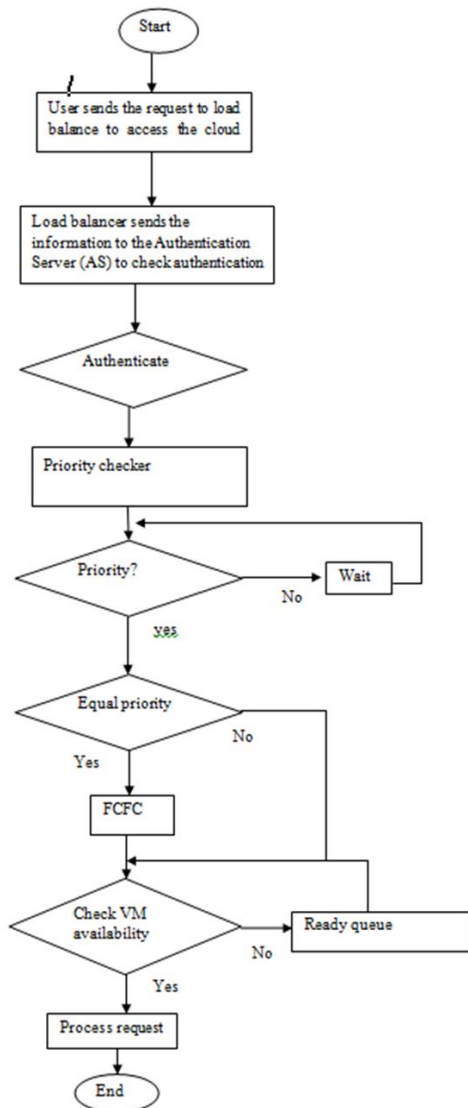 Start
User sends the request to load
balance to access the cloud
Load balancer sends the
information to the Authentication
Server (AS) to check authentication
Authenticate
Priority checker
Priority?
No
Wait
yes
Equal priority
No
Yes
FCFC
Check VM
availability
No
Ready queue
Yes
Process request
End